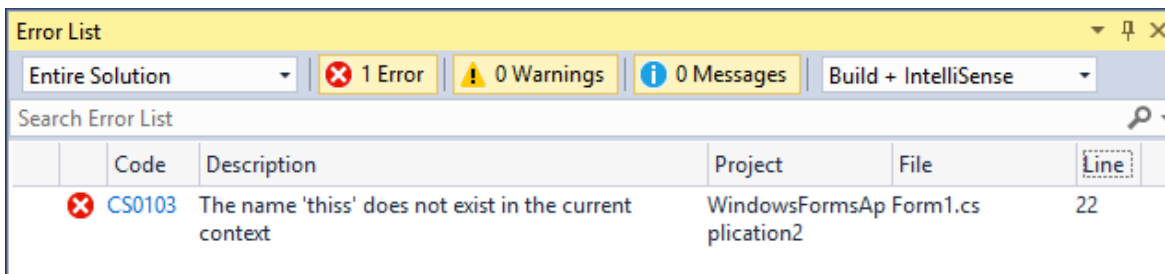 Error List
Entire Solution 1 Error 0 Warnings 0 Messages Build + IntelliSense
Search Error List
Code Description Project File Line
CS0103 The name 'thiss' does not exist in the current WindowsFormsAp Form1.cs 22
context plication2